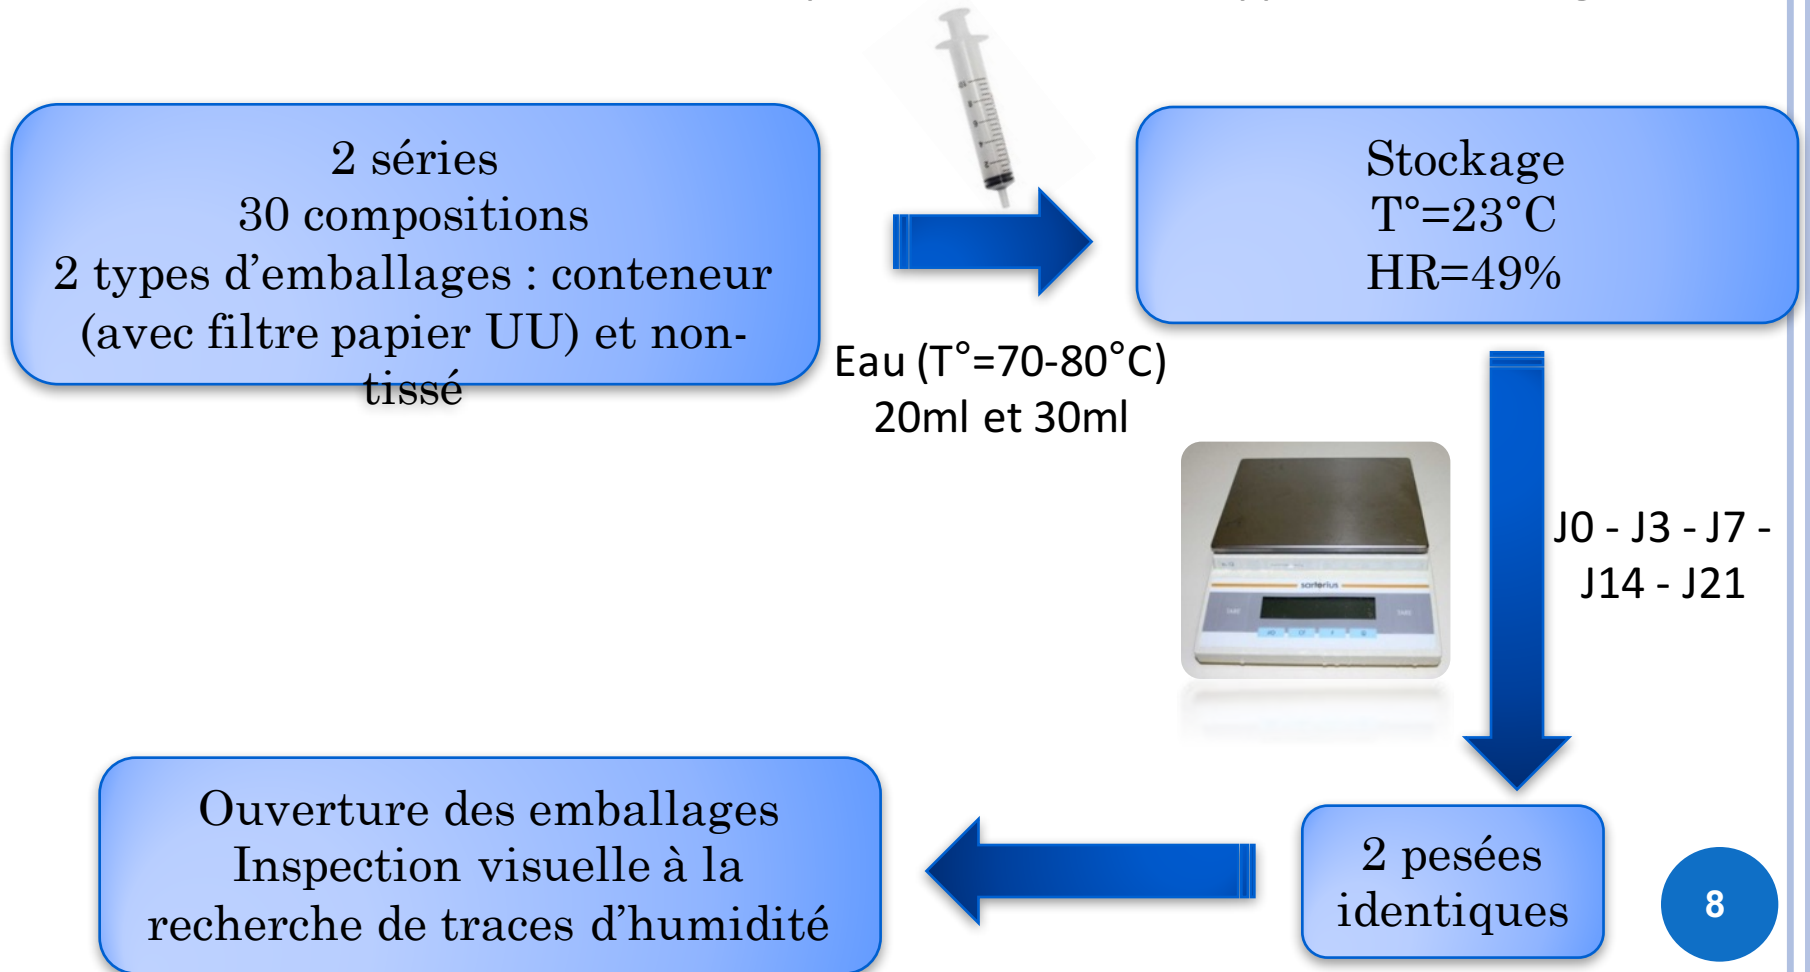 2 séries
30 compositions
2 types d'emballages : conteneur
(avec filtre papier UU) et non-
tissé
Eau (T°=70-80°C)
20ml et 30ml
Stockage
T°=23°C
HR=49%
sartorius
J0 - J3 - J7 -
J14 - J21
2 pesées
identiques
Ouverture des emballages
Inspection visuelle à la
recherche de traces d'humidité
8